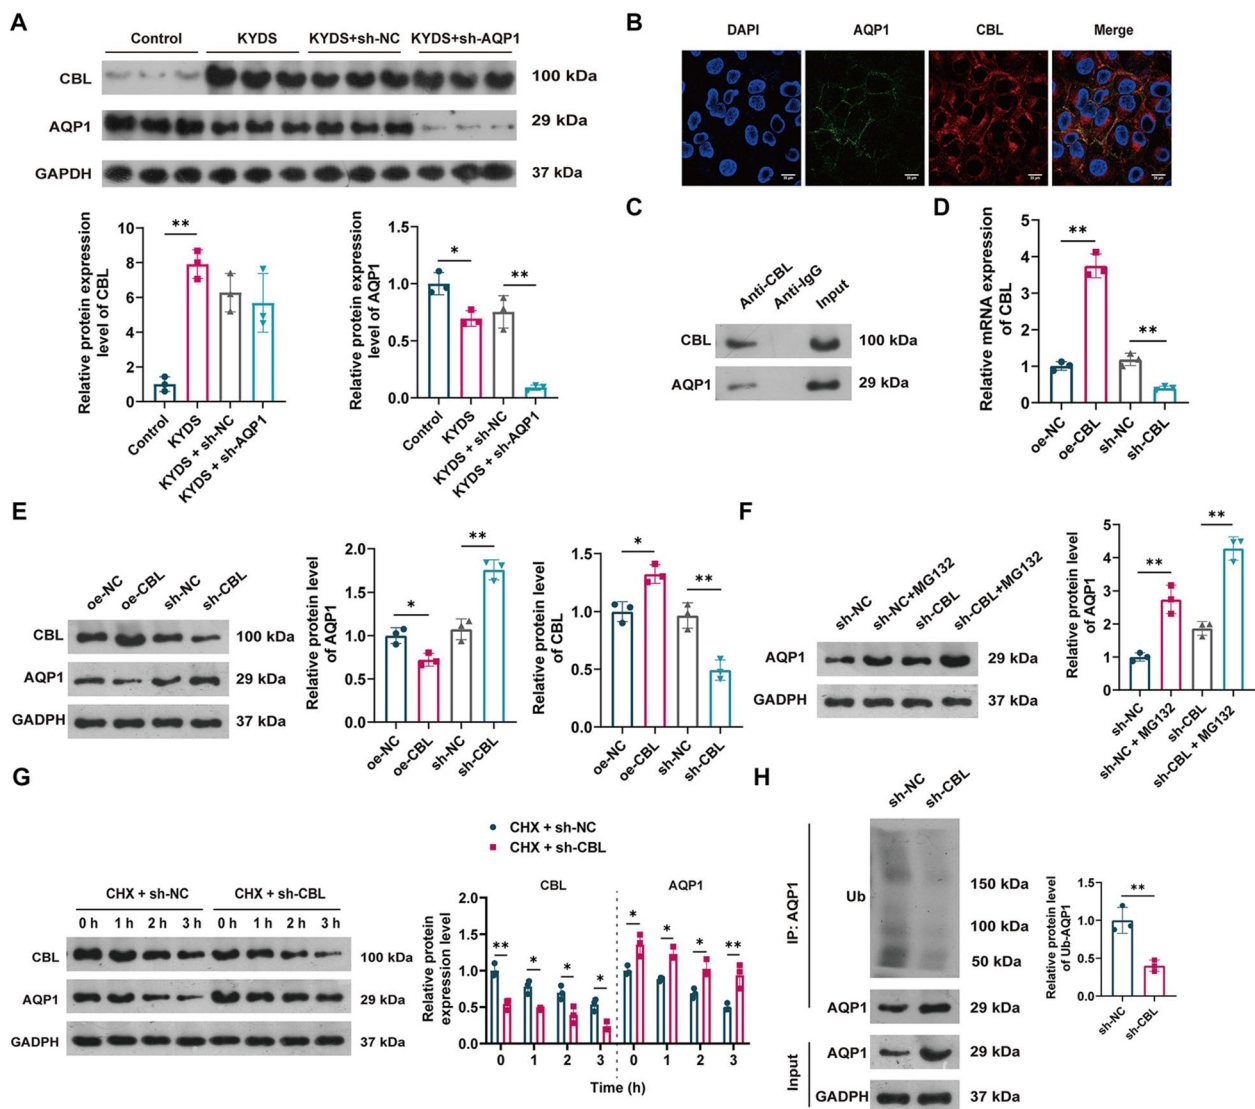 A
Control KYDS KYDS+sh-NC KYDS+sh-AQP1
CBL 100 kDa
AQP1 29 kDa
GAPDH 37 kDa
Relative protein expression
level of CBL
10
8
6
4
2
0
**
Control
KYDS
KYDS + sh-NC
KYDS + sh-AQP1
Relative protein expression
level of AQP1
1.5
1.0
0.5
0.0
*
**
Control
KYDS
KYDS + sh-NC
KYDS + sh-AQP1
B
DAPI AQP1 CBL Merge
C
Anti-CBL
Anti-IgG
Input
CBL 100 kDa
AQP1 29 kDa
D
Relative mRNA expression
of CBL
5
4
3
2
1
0
**
**
oe-NC
oe-CBL
sh-NC
sh-CBL
E
oe-NC
oe-CBL
sh-NC
sh-CBL
CBL 100 kDa
AQP1 29 kDa
GADPH 37 kDa
Relative protein level
of AQP1
2.0
1.5
1.0
0.5
0.0
*
**
oe-NC
oe-CBL
sh-NC
sh-CBL
Relative protein level
of CBL
1.5
1.0
0.5
0.0
*
**
oe-NC
oe-CBL
sh-NC
sh-CBL
F
sh-NC
sh-NC+MG132
sh-CBL
sh-CBL+MG132
AQP1 29 kDa
GADPH 37 kDa
Relative protein level
of AQP1
6
4
2
0
**
**
sh-NC
sh-NC + MG132
sh-CBL
sh-CBL + MG132
G
CHX + sh-NC CHX + sh-CBL
0 h 1 h 2 h 3 h 0 h 1 h 2 h 3 h
CBL 100 kDa
AQP1 29 kDa
GADPH 37 kDa
CHX + sh-NC
CHX + sh-CBL
CBL AQP1
Relative protein
expression level
2.0
1.5
1.0
0.5
0.0
** * * * * * * **
0 1 2 3 0 1 2 3
Time (h)
H
sh-NC
sh-CBL
IP: AQP1
Ub
150 kDa
100 kDa
50 kDa
AQP1 29 kDa
Input
AQP1 29 kDa
GADPH 37 kDa
Relative protein level
of Ub-AQP1
1.5
1.0
0.5
0.0
**
sh-NC
sh-CBL